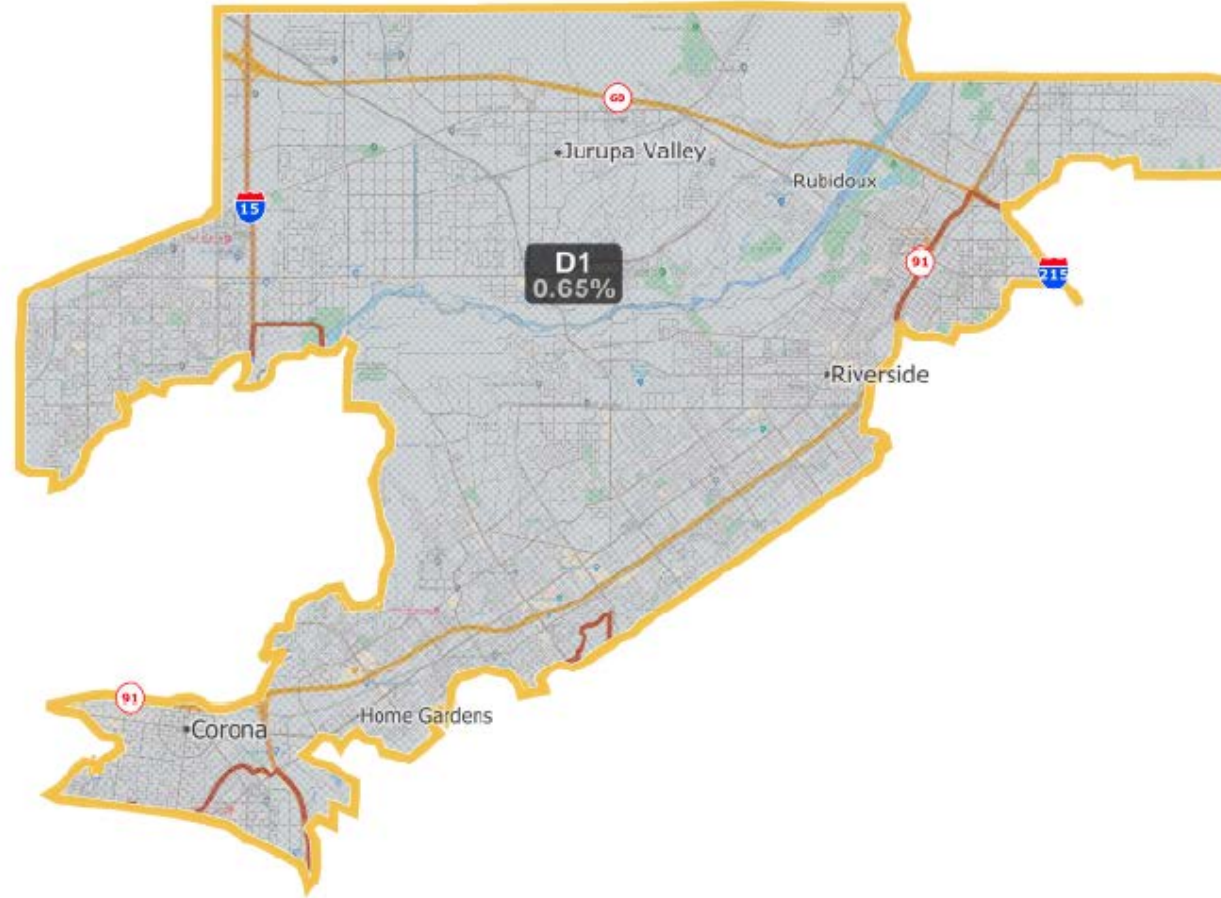 60
Jurupa Valley
Rubidoux
15
D1
0.65%
91
215
Riverside
91
Corona
Home Gardens